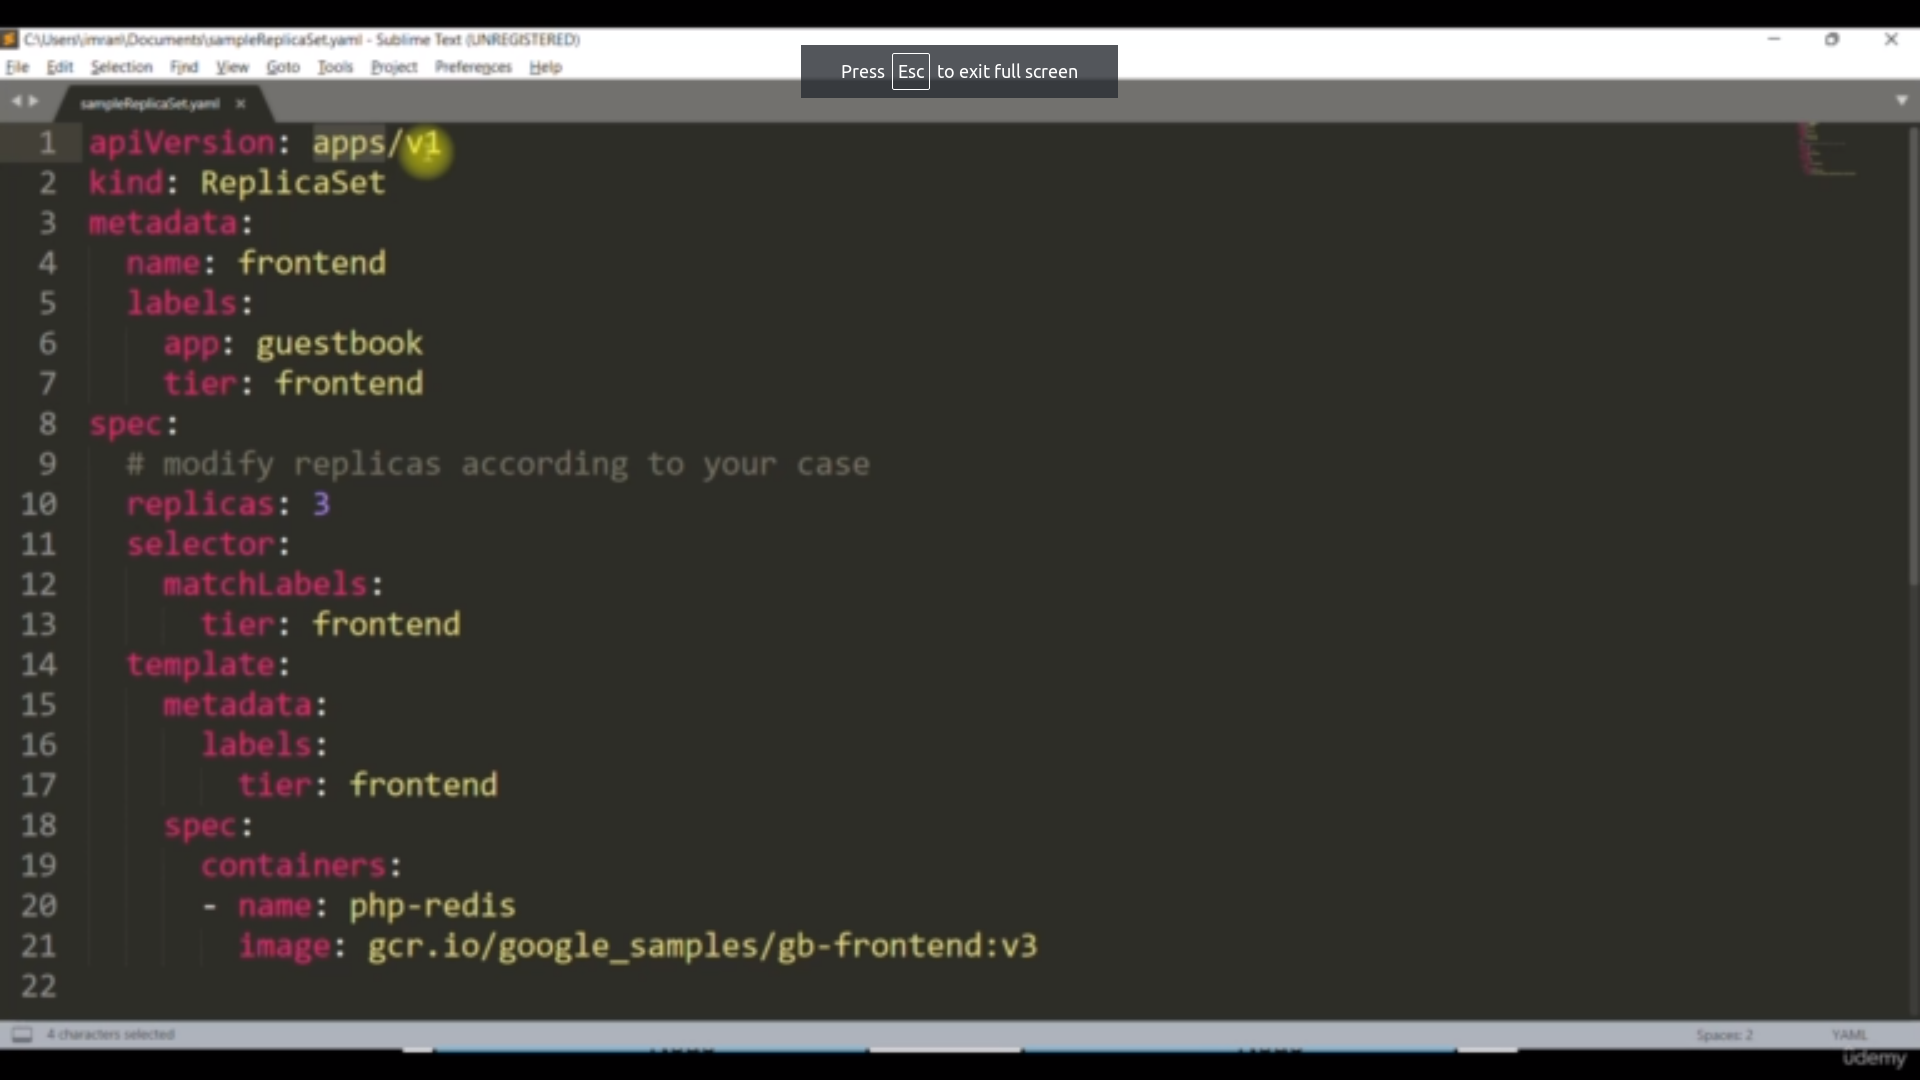 C:\Users\imran\Documents\sampleReplicaSet.yaml - Sublime Text (UNREGISTERED)
File Edit Selection Find View Goto Tools Project Preferences Help
Press Esc to exit full screen
sampleReplicaSet.yaml
1 apiVersion: apps/v1
2 kind: ReplicaSet
3 metadata:
4 name: frontend
5 labels:
6 app: guestbook
7 tier: frontend
8 spec:
9 # modify replicas according to your case
10 replicas: 3
11 selector:
12 matchLabels:
13 tier: frontend
14 template:
15 metadata:
16 labels:
17 tier: frontend
18 spec:
19 containers:
20 - name: php-redis
21 image: gcr.io/google_samples/gb-frontend:v3
22
4 characters selected
Spaces: 2 YAML
udemy